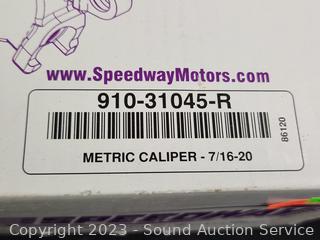 www.SpeedwayMotors.com
910-31045-R
86120
METRIC CALIPER - 7/16-20
Copyright © 2023 - Sound Auction Service